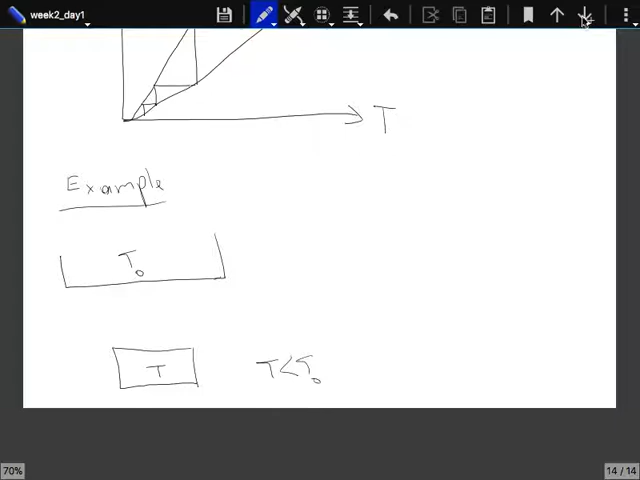 week2_day1
T
Example
T₀
T T<T₀
70% 14 / 14